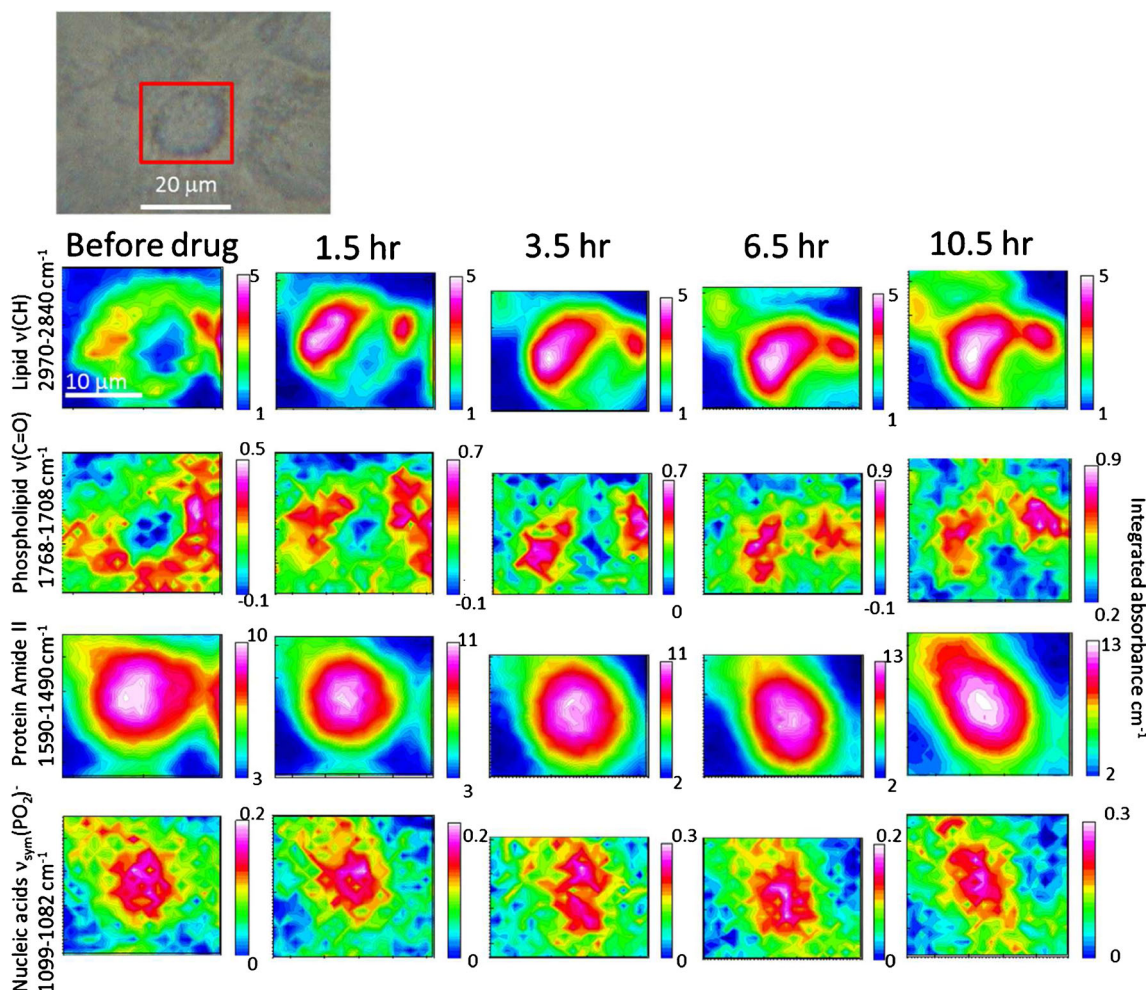 20 µm
Before drug 1.5 hr 3.5 hr 6.5 hr 10.5 hr
Lipid ν(CH)
2970-2840 cm⁻¹
10 µm
5 5 5 5 5
1 1 1 1 1
Phospholipid ν(C=O)
1768-1708 cm⁻¹
0.5 0.7 0.7 0.9 0.9
-0.1 -0.1 0 -0.1 0.2
Protein Amide II
1590-1490 cm⁻¹
10 11 11 13 13
3 3 2 2 2
Nucleic acids νsym(PO₂)⁻
1099-1082 cm⁻¹
0.2 0.2 0.3 0.2 0.3
0 0 0 0 0
Integrated absorbance cm⁻¹